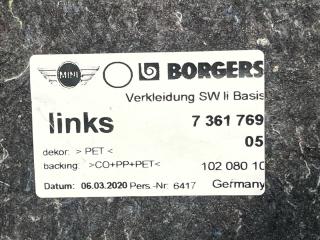 MINI BORGERS
Verkleidung SW li Basis
links 7 361 769
05
dekor: > PET <
backing: >CO+PP+PET< 102 080 10
Datum: 06.03.2020 Pers.-Nr: 6417 Germany